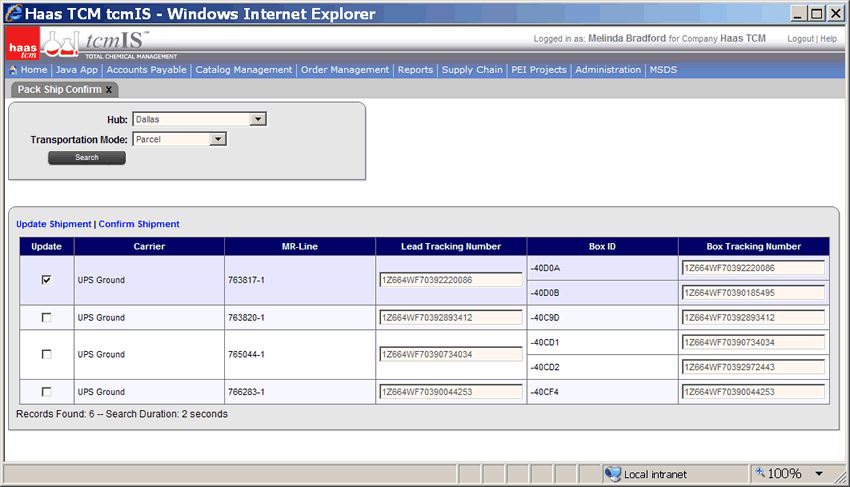 Haas TCM tcmIS - Windows Internet Explorer
haas tcm tcmIS™ TOTAL CHEMICAL MANAGEMENT
Logged in as: Melinda Bradford for Company Haas TCM Logout | Help
Home | Java App | Accounts Payable | Catalog Management | Order Management | Reports | Supply Chain | PEI Projects | Administration | MSDS
Pack Ship Confirm x
Hub: Dallas
Transportation Mode: Parcel
Search
Update Shipment | Confirm Shipment
Update Carrier MR-Line Lead Tracking Number Box ID Box Tracking Number
UPS Ground 763817-1 1Z664WF70392220086 -40D0A 1Z664WF70392220086
-40D0B 1Z664WF70390185495
UPS Ground 763820-1 1Z664WF70392893412 -40C9D 1Z664WF70392893412
UPS Ground 765044-1 1Z664WF70390734034 -40CD1 1Z664WF70390734034
-40CD2 1Z664WF70392972443
UPS Ground 766283-1 1Z664WF70390044253 -40CF4 1Z664WF70390044253
Records Found: 6 -- Search Duration: 2 seconds
Local intranet 100%